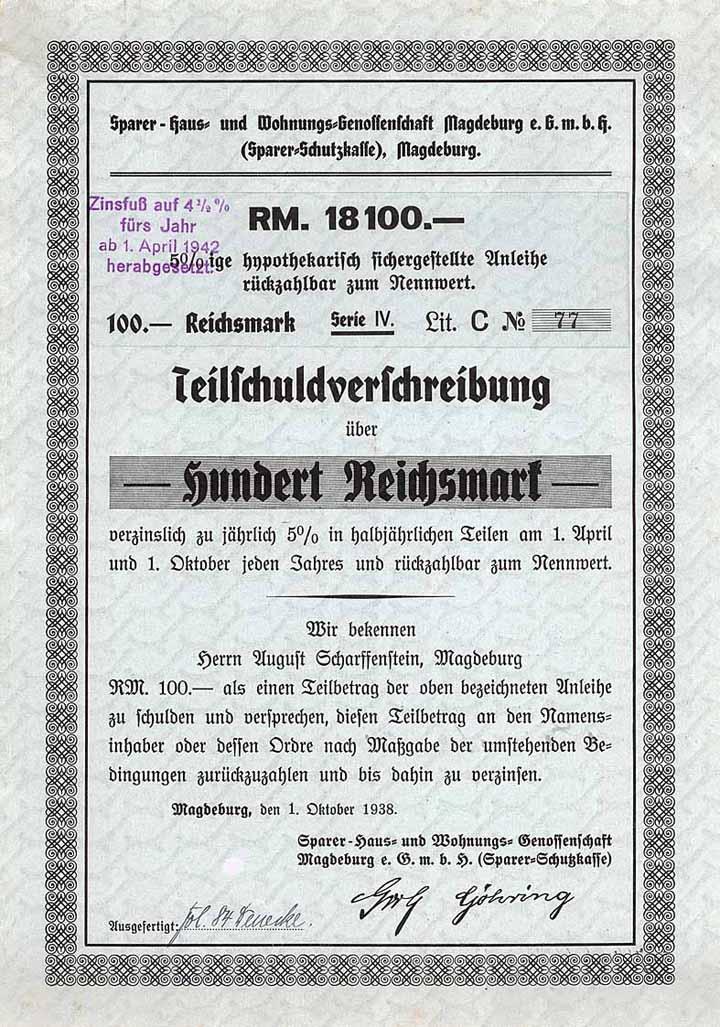 Sparer-Haus- und Wohnungs-Genossenschaft Magdeburg e. G. m. b. H.
(Sparer-Schutzkasse), Magdeburg.
Zinsfuß auf 4½%
fürs Jahr
ab 1. April 1942
herabgesetzt.
RM. 18100.—
5%ige hypothekarisch sichergestellte Anleihe
rückzahlbar zum Nennwert.
100.— Reichsmark Serie IV. Lit. C № 77
Teilschuldverschreibung
über
— Hundert Reichsmark —
verzinslich zu jährlich 5% in halbjährlichen Teilen am 1. April
und 1. Oktober jeden Jahres und rückzahlbar zum Nennwert.
Wir bekennen
Herrn August Scharffenstein, Magdeburg
RM. 100.— als einen Teilbetrag der oben bezeichneten Anleihe
zu schulden und versprechen, diesen Teilbetrag an den Namens-
inhaber oder dessen Ordre nach Maßgabe der umstehenden Be-
dingungen zurückzuzahlen und bis dahin zu verzinsen.
Magdeburg, den 1. Oktober 1938.
Sparer-Haus- und Wohnungs-Genossenschaft
Magdeburg e. G. m. b. H. (Sparer-Schutzkasse)
Göhring
Ausgefertigt: fol. 84